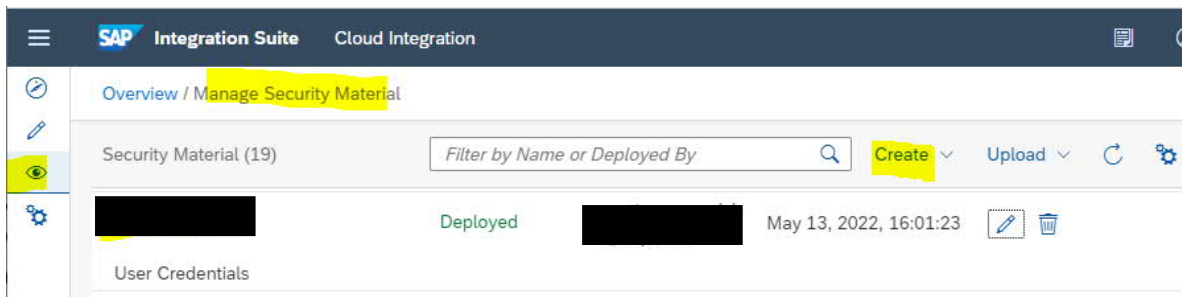 SAP Integration Suite Cloud Integration
Overview / Manage Security Material
Security Material (19) Filter by Name or Deployed By Create Upload
Deployed May 13, 2022, 16:01:23
User Credentials